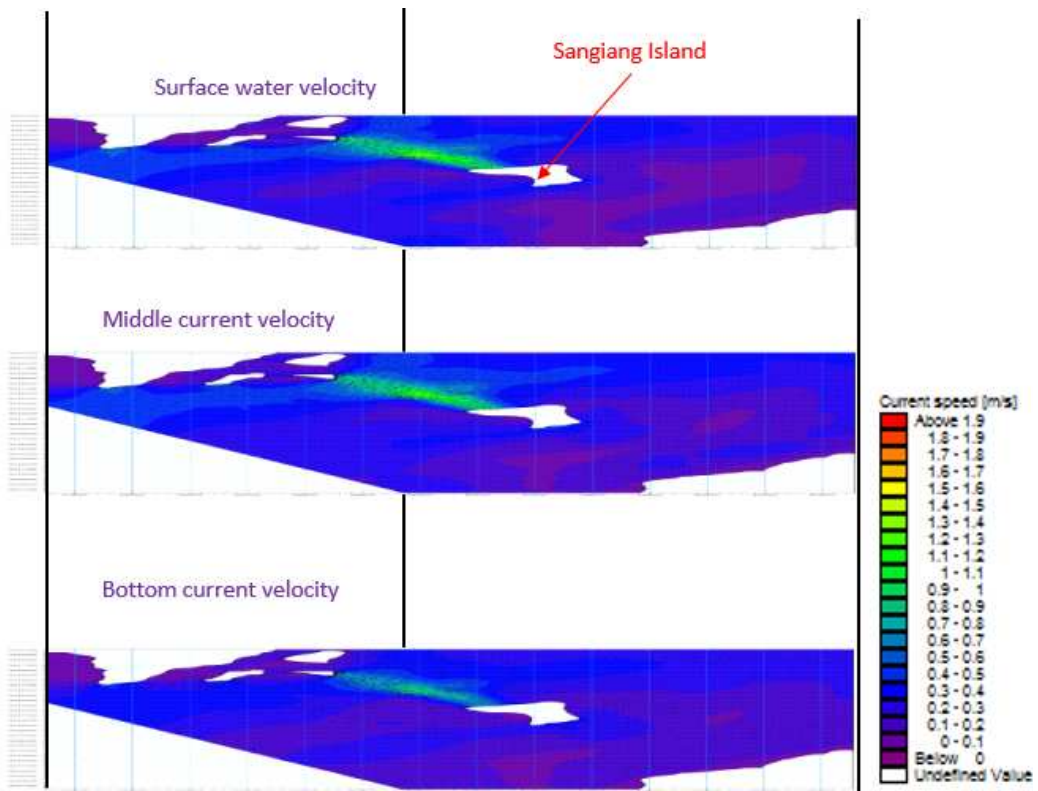 Sangiang Island
Surface water velocity
Middle current velocity
Bottom current velocity
Current speed [m/s]
Above 1.9
1.8 - 1.9
1.7 - 1.8
1.6 - 1.7
1.5 - 1.6
1.4 - 1.5
1.3 - 1.4
1.2 - 1.3
1.1 - 1.2
1 - 1.1
0.9 - 1
0.8 - 0.9
0.7 - 0.8
0.6 - 0.7
0.5 - 0.6
0.4 - 0.5
0.3 - 0.4
0.2 - 0.3
0.1 - 0.2
0 - 0.1
Below 0
Undefined Value